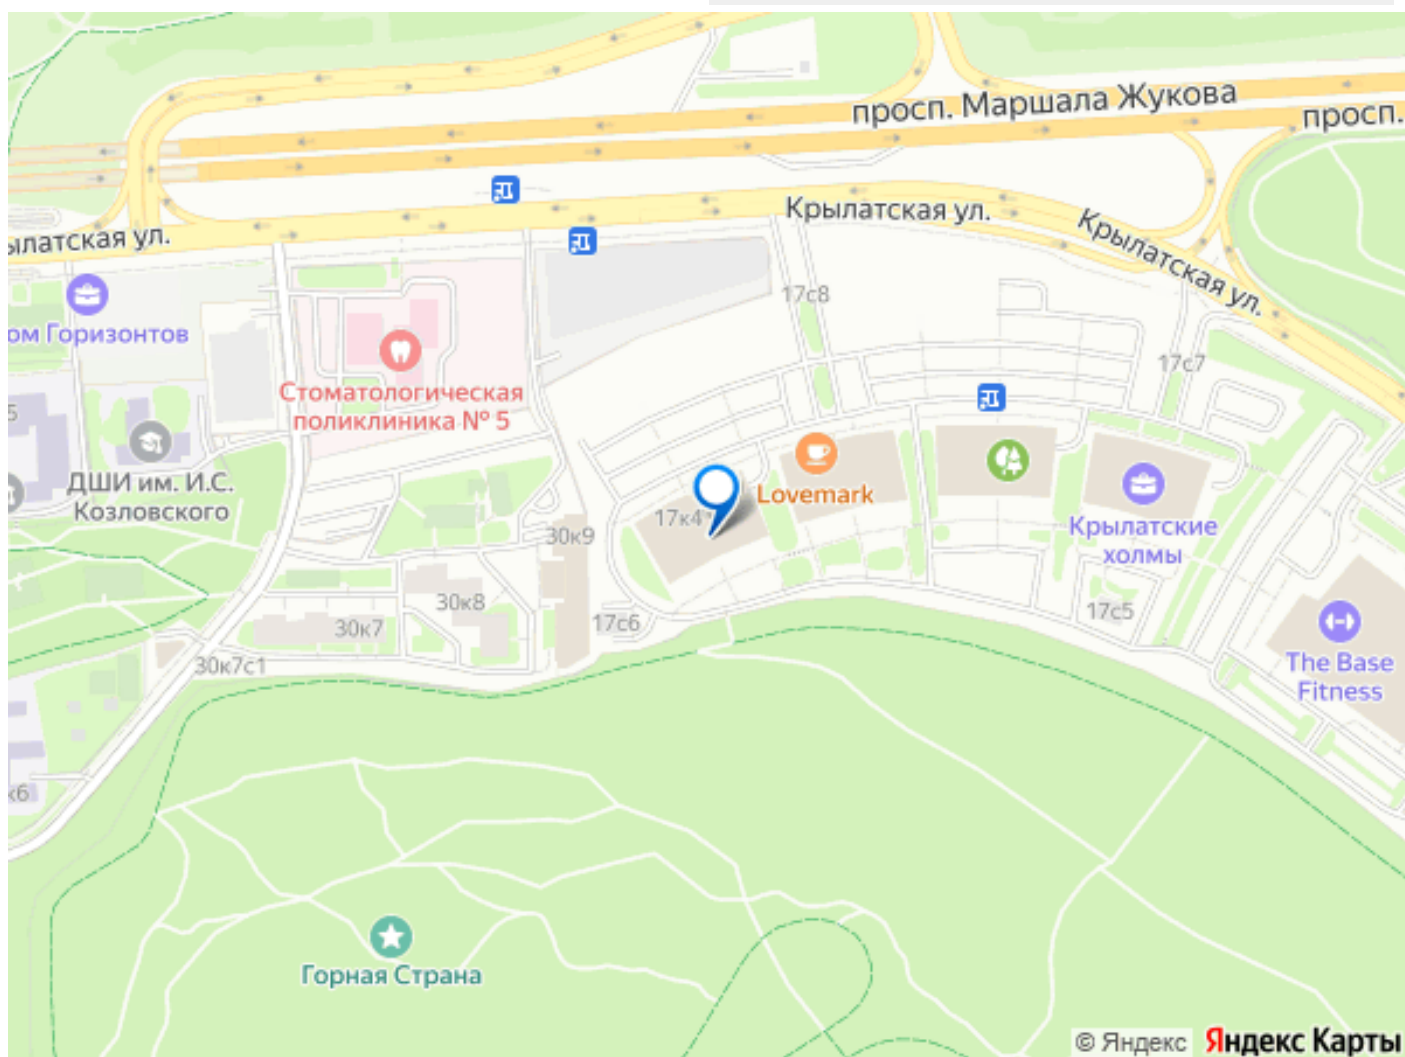 просп. Маршала Жукова
просп.
Крылатская ул.
Крылатская ул.
ылатская ул.
17с8
ом Горизонтов
17с7
Стоматологическая
поликлиника № 5
5
ДШИ им. И.С.
Козловского
Lovemark
17к4
30к9
Крылатские
холмы
30к8
17с6
17с5
30к7
30к7с1
The Base
Fitness
к6
Горная Страна
© Яндекс Яндекс Карты